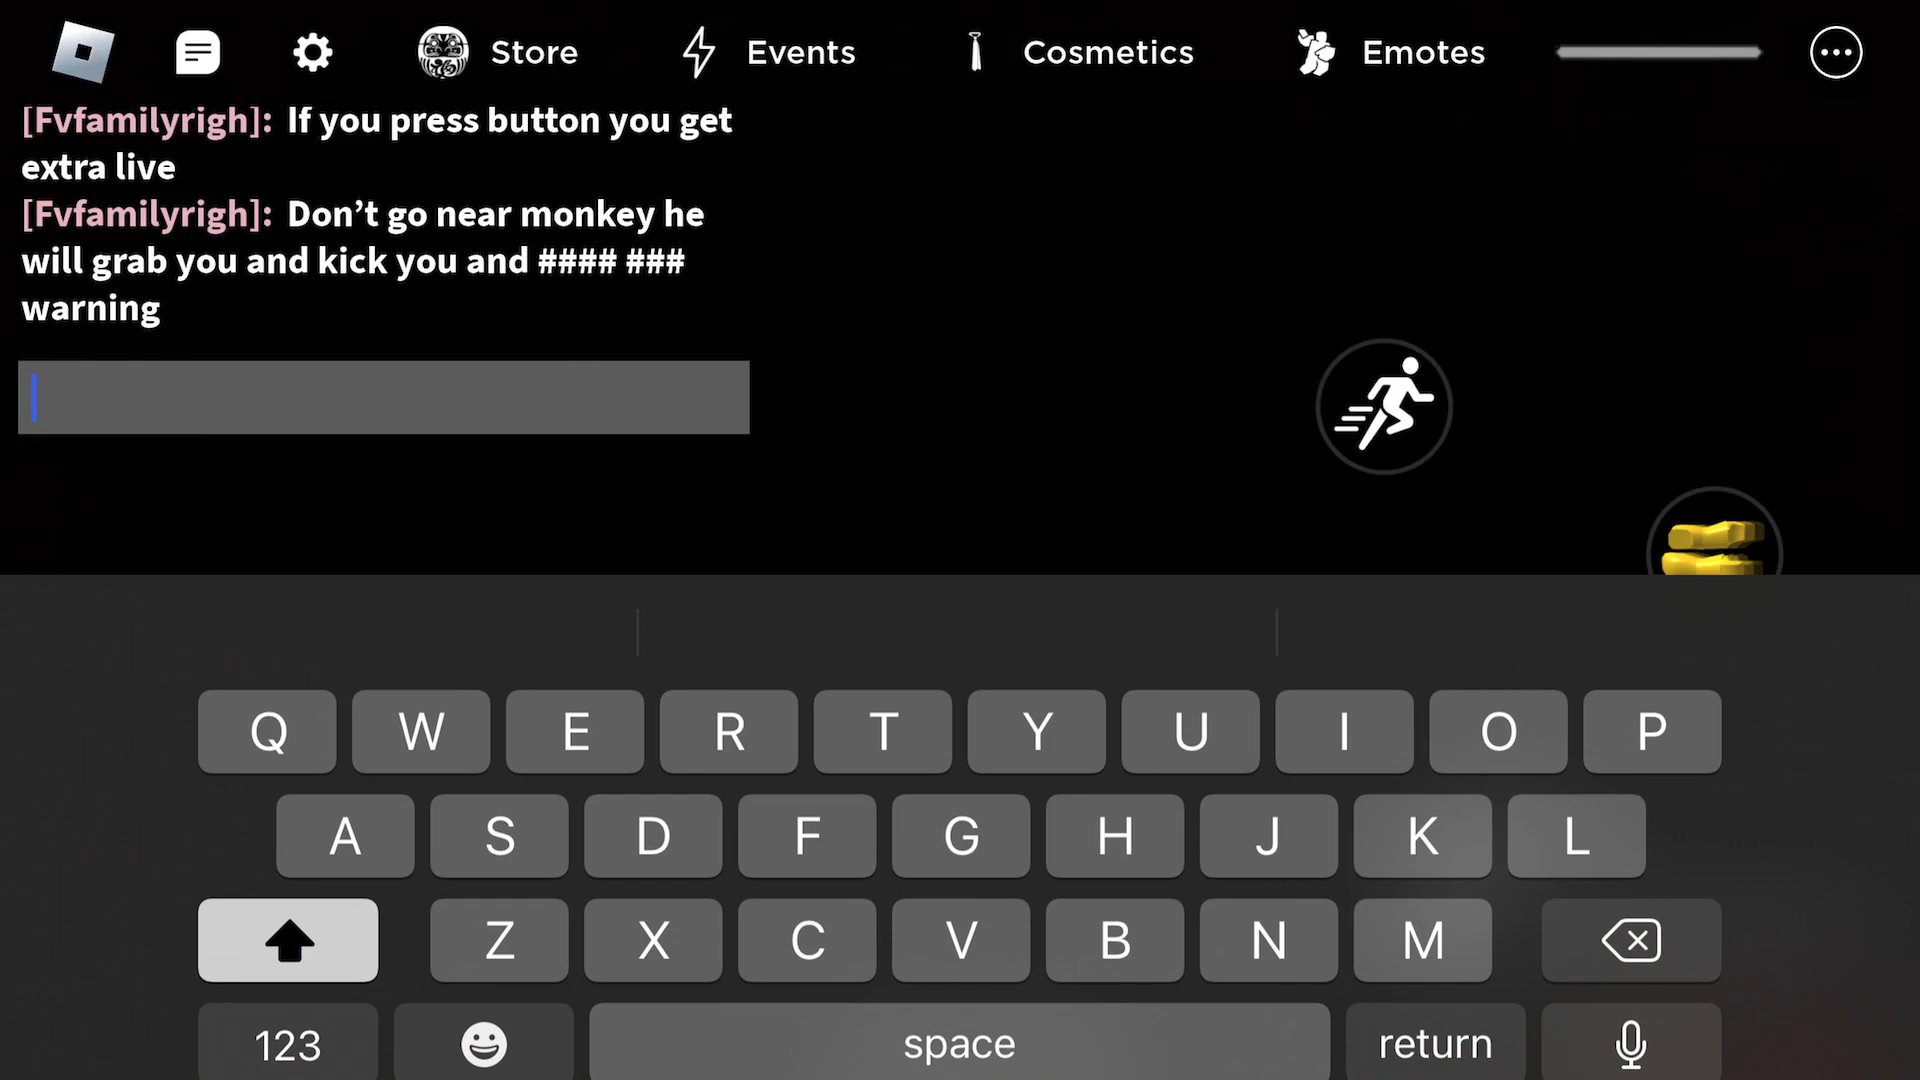 Store Events Cosmetics Emotes
[Fvfamilyrigh]: If you press button you get
extra live
[Fvfamilyrigh]: Don’t go near monkey he
will grab you and kick you and #### ###
warning
Q W E R T Y U I O P
A S D F G H J K L
Z X C V B N M
123 space return